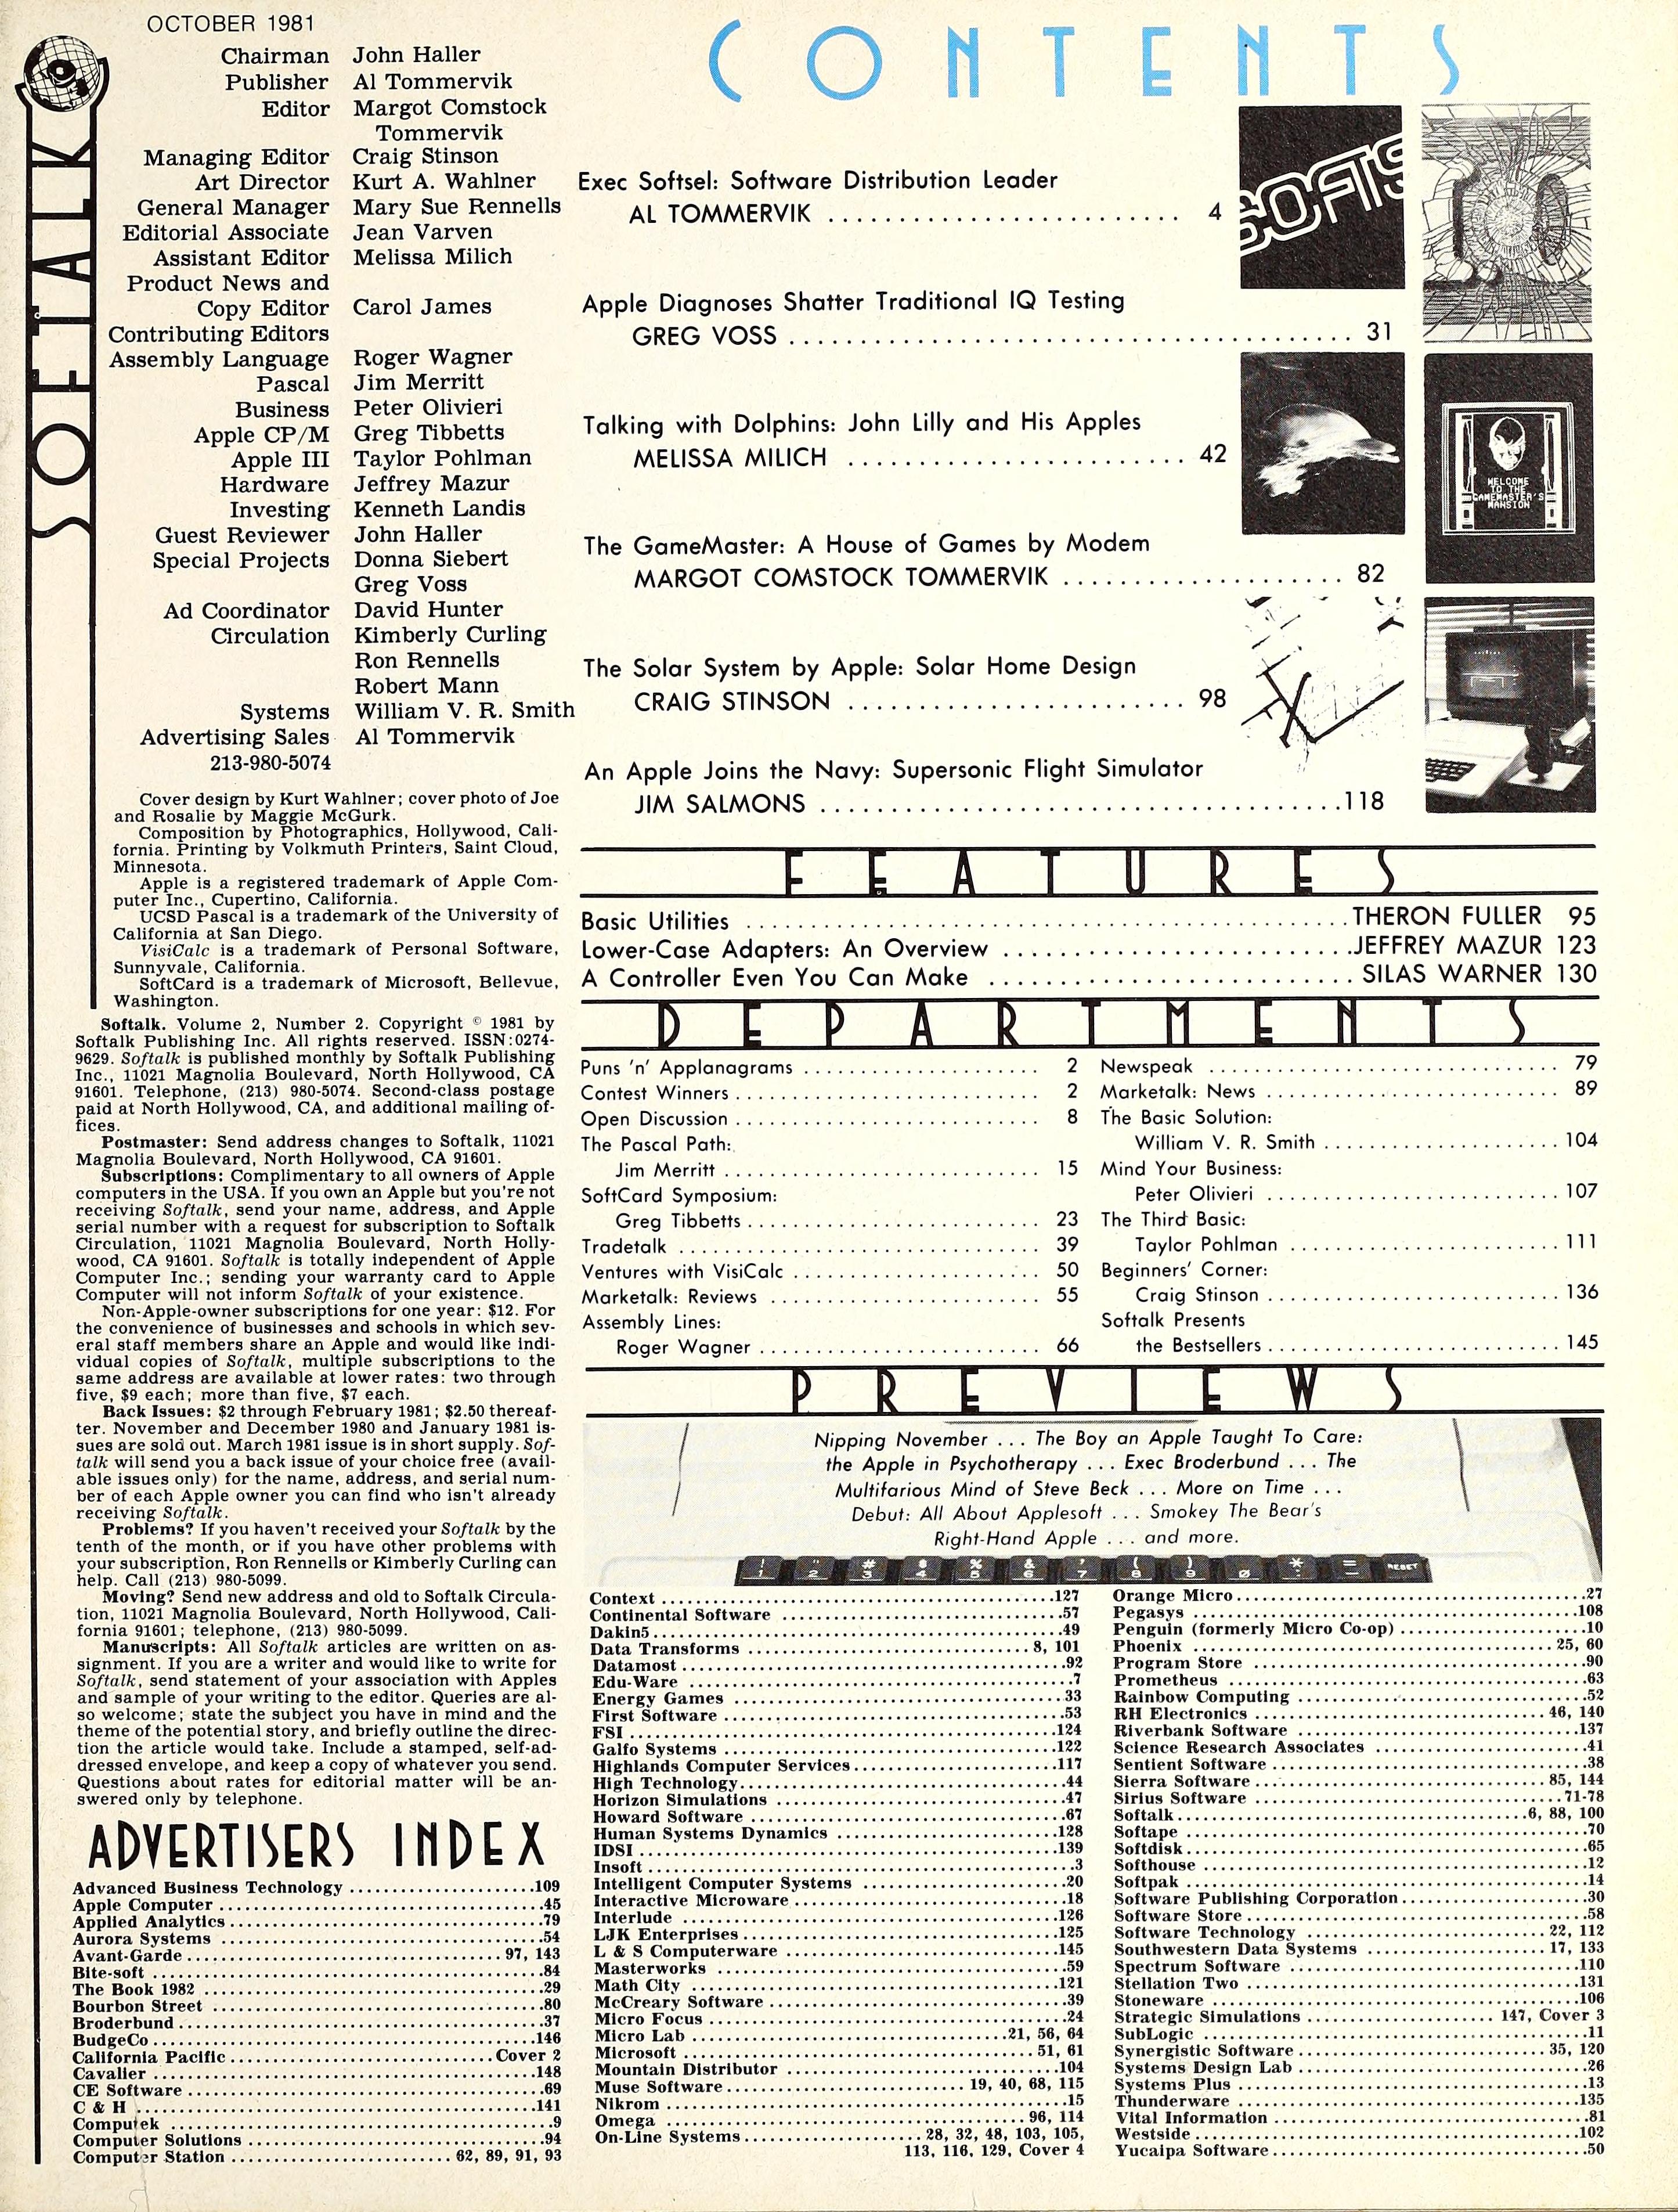 OCTOBER 1981
SOFTALK
Chairman John Haller
Publisher Al Tommervik
Editor Margot Comstock
Tommervik
Managing Editor Craig Stinson
Art Director Kurt A. Wahlner
General Manager Mary Sue Rennells
Editorial Associate Jean Varven
Assistant Editor Melissa Milich
Product News and
Copy Editor Carol James
Contributing Editors
Assembly Language Roger Wagner
Pascal Jim Merritt
Business Peter Olivieri
Apple CP/M Greg Tibbetts
Apple III Taylor Pohlman
Hardware Jeffrey Mazur
Investing Kenneth Landis
Guest Reviewer John Haller
Special Projects Donna Siebert
Greg Voss
Ad Coordinator David Hunter
Circulation Kimberly Curling
Ron Rennells
Robert Mann
Systems William V. R. Smith
Advertising Sales Al Tommervik
213-980-5074
Cover design by Kurt Wahlner; cover photo of Joe
and Rosalie by Maggie McGurk.
Composition by Photographics, Hollywood, Cali-
fornia. Printing by Volkmuth Printers, Saint Cloud,
Minnesota.
Apple is a registered trademark of Apple Com-
puter Inc., Cupertino, California.
UCSD Pascal is a trademark of the University of
California at San Diego.
VisiCalc is a trademark of Personal Software,
Sunnyvale, California.
SoftCard is a trademark of Microsoft, Bellevue,
Washington.
Softalk. Volume 2, Number 2. Copyright © 1981 by
Softalk Publishing Inc. All rights reserved. ISSN:0274-
9629. Softalk is published monthly by Softalk Publishing
Inc., 11021 Magnolia Boulevard, North Hollywood, CA
91601. Telephone, (213) 980-5074. Second-class postage
paid at North Hollywood, CA, and additional mailing of-
fices.
Postmaster: Send address changes to Softalk, 11021
Magnolia Boulevard, North Hollywood, CA 91601.
Subscriptions: Complimentary to all owners of Apple
computers in the USA. If you own an Apple but you're not
receiving Softalk, send your name, address, and Apple
serial number with a request for subscription to Softalk
Circulation, 11021 Magnolia Boulevard, North Holly-
wood, CA 91601. Softalk is totally independent of Apple
Computer Inc.; sending your warranty card to Apple
Computer will not inform Softalk of your existence.
Non-Apple-owner subscriptions for one year: $12. For
the convenience of businesses and schools in which sev-
eral staff members share an Apple and would like indi-
vidual copies of Softalk, multiple subscriptions to the
same address are available at lower rates: two through
five, $9 each; more than five, $7 each.
Back Issues: $2 through February 1981; $2.50 thereaf-
ter. November and December 1980 and January 1981 is-
sues are sold out. March 1981 issue is in short supply. Sof-
talk will send you a back issue of your choice free (avail-
able issues only) for the name, address, and serial num-
ber of each Apple owner you can find who isn't already
receiving Softalk.
Problems? If you haven't received your Softalk by the
tenth of the month, or if you have other problems with
your subscription, Ron Rennells or Kimberly Curling can
help. Call (213) 980-5099.
Moving? Send new address and old to Softalk Circula-
tion, 11021 Magnolia Boulevard, North Hollywood, Cali-
fornia 91601; telephone, (213) 980-5099.
Manuscripts: All Softalk articles are written on as-
signment. If you are a writer and would like to write for
Softalk, send statement of your association with Apples
and sample of your writing to the editor. Queries are al-
so welcome; state the subject you have in mind and the
theme of the potential story, and briefly outline the direc-
tion the article would take. Include a stamped, self-ad-
dressed envelope, and keep a copy of whatever you send.
Questions about rates for editorial matter will be an-
swered only by telephone.
CONTENTS
Exec Softsel: Software Distribution Leader
AL TOMMERVIK ........ 4
SOFTS
Apple Diagnoses Shatter Traditional IQ Testing
GREG VOSS ........ 31
IQ
Talking with Dolphins: John Lilly and His Apples
MELISSA MILICH ........ 42
WELCOME
TO THE
GAMEMASTER'S
MANSION
The GameMaster: A House of Games by Modem
MARGOT COMSTOCK TOMMERVIK ........ 82
The Solar System by Apple: Solar Home Design
CRAIG STINSON ........ 98
An Apple Joins the Navy: Supersonic Flight Simulator
JIM SALMONS ........ 118
FEATURES
Basic Utilities ........ THERON FULLER 95
Lower-Case Adapters: An Overview ........ JEFFREY MAZUR 123
A Controller Even You Can Make ........ SILAS WARNER 130
DEPARTMENTS
Puns 'n' Applanagrams ........ 2
Contest Winners ........ 2
Open Discussion ........ 8
The Pascal Path:
Jim Merritt ........ 15
SoftCard Symposium:
Greg Tibbetts ........ 23
Tradetalk ........ 39
Ventures with VisiCalc ........ 50
Marketalk: Reviews ........ 55
Assembly Lines:
Roger Wagner ........ 66
Newspeak ........ 79
Marketalk: News ........ 89
The Basic Solution:
William V. R. Smith ........ 104
Mind Your Business:
Peter Olivieri ........ 107
The Third Basic:
Taylor Pohlman ........ 111
Beginners' Corner:
Craig Stinson ........ 136
Softalk Presents
the Bestsellers ........ 145
PREVIEWS
Nipping November ... The Boy an Apple Taught To Care:
the Apple in Psychotherapy ... Exec Broderbund ... The
Multifarious Mind of Steve Beck ... More on Time ...
Debut: All About Applesoft ... Smokey The Bear's
Right-Hand Apple ... and more.
! " # $ % & ' ( ) * =
1 2 3 4 5 6 7 8 9 0 : - RESET
ADVERTISERS INDEX
Advanced Business Technology ........ 109
Apple Computer ........ 45
Applied Analytics ........ 79
Aurora Systems ........ 54
Avant-Garde ........ 97, 143
Bite-soft ........ 84
The Book 1982 ........ 29
Bourbon Street ........ 80
Broderbund ........ 37
BudgeCo ........ 146
California Pacific ........ Cover 2
Cavalier ........ 148
CE Software ........ 69
C & H ........ 141
Computek ........ 9
Computer Solutions ........ 94
Computer Station ........ 62, 89, 91, 93
Context ........ 127
Continental Software ........ 57
Dakin5 ........ 49
Data Transforms ........ 8, 101
Datamost ........ 92
Edu-Ware ........ 7
Energy Games ........ 33
First Software ........ 53
FSI ........ 124
Galfo Systems ........ 122
Highlands Computer Services ........ 117
High Technology ........ 44
Horizon Simulations ........ 47
Howard Software ........ 67
Human Systems Dynamics ........ 128
IDSI ........ 139
Insoft ........ 3
Intelligent Computer Systems ........ 20
Interactive Microware ........ 18
Interlude ........ 126
LJK Enterprises ........ 125
L & S Computerware ........ 145
Masterworks ........ 59
Math City ........ 121
McCreary Software ........ 39
Micro Focus ........ 24
Micro Lab ........ 21, 56, 64
Microsoft ........ 51, 61
Mountain Distributor ........ 104
Muse Software ........ 19, 40, 68, 115
Nikrom ........ 15
Omega ........ 96, 114
On-Line Systems ........ 28, 32, 48, 103, 105,
113, 116, 129, Cover 4
Orange Micro ........ 27
Pegasys ........ 108
Penguin (formerly Micro Co-op) ........ 10
Phoenix ........ 25, 60
Program Store ........ 90
Prometheus ........ 63
Rainbow Computing ........ 52
RH Electronics ........ 46, 140
Riverbank Software ........ 137
Science Research Associates ........ 41
Sentient Software ........ 38
Sierra Software ........ 85, 144
Sirius Software ........ 71-78
Softalk ........ 6, 88, 100
Softape ........ 70
Softdisk ........ 65
Softhouse ........ 12
Softpak ........ 14
Software Publishing Corporation ........ 30
Software Store ........ 58
Software Technology ........ 22, 112
Southwestern Data Systems ........ 17, 133
Spectrum Software ........ 110
Stellation Two ........ 131
Stoneware ........ 106
Strategic Simulations ........ 147, Cover 3
SubLogic ........ 11
Synergistic Software ........ 35, 120
Systems Design Lab ........ 26
Systems Plus ........ 13
Thunderware ........ 135
Vital Information ........ 81
Westside ........ 102
Yucaipa Software ........ 50